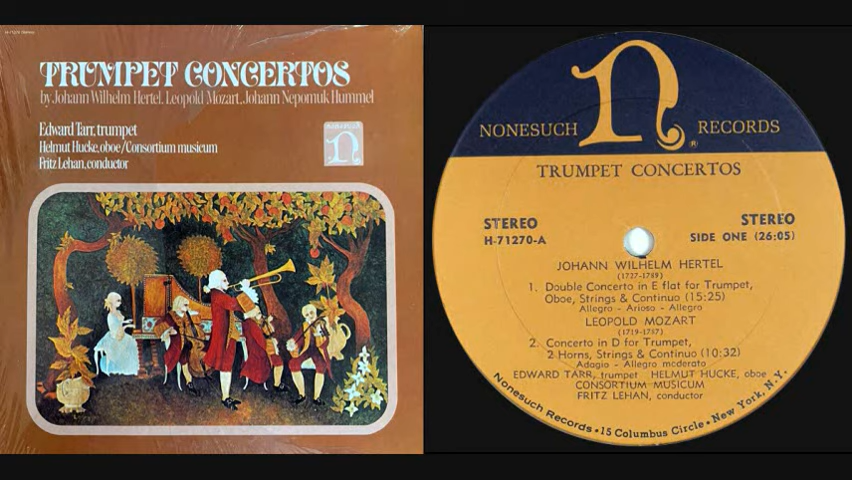 TRUMPET CONCERTOS
by Johann Wilhelm Hertel, Leopold Mozart, Johann Nepomuk Hummel
Edward Tarr, trumpet
Helmut Hucke, oboe/Consortium musicum
Fritz Lehan, conductor
NONESUCH
n
NONESUCH n RECORDS
®
TRUMPET CONCERTOS
STEREO
H-71270-A
STEREO
SIDE ONE (26:05)
JOHANN WILHELM HERTEL
(1727-1789)
1. Double Concerto in E flat for Trumpet,
Oboe, Strings & Continuo (15:25)
Allegro - Arioso - Allegro
LEOPOLD MOZART
(1719-1787)
2. Concerto in D for Trumpet,
2 Horns, Strings & Continuo (10:32)
Adagio - Allegro moderato
EDWARD TARR, trumpet HELMUT HUCKE, oboe
CONSORTIUM MUSICUM
FRITZ LEHAN, conductor
Nonesuch Records • 15 Columbus Circle • New York, N.Y.